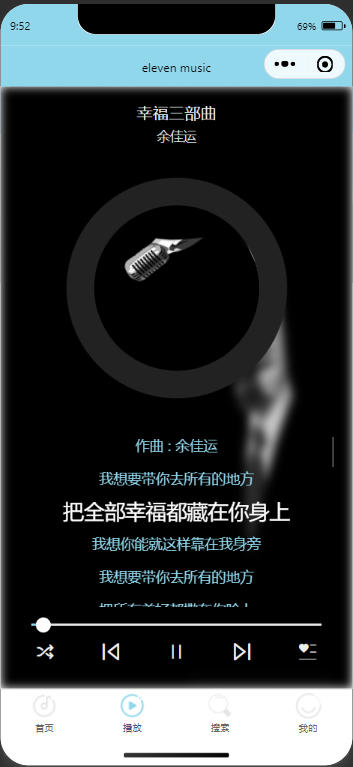 9:52
69%
eleven music
幸福三部曲
余佳运
作曲 : 余佳运
我想要带你去所有的地方
把全部幸福都藏在你身上
我想你能就这样靠在我身旁
我想要带你去所有的地方
首页
播放
搜索
我的